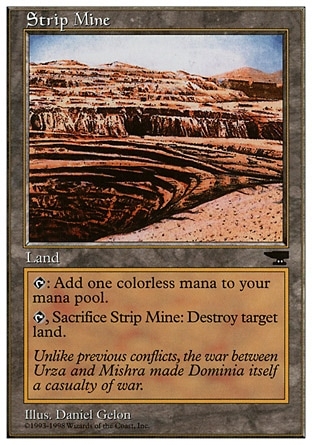 Strip Mine
Land
: Add one colorless mana to your
mana pool.
, Sacrifice Strip Mine: Destroy target
land.
Unlike previous conflicts, the war between
Urza and Mishra made Dominia itself
a casualty of war.
Illus. Daniel Gelon
©1993-1998 Wizards of the Coast, Inc.